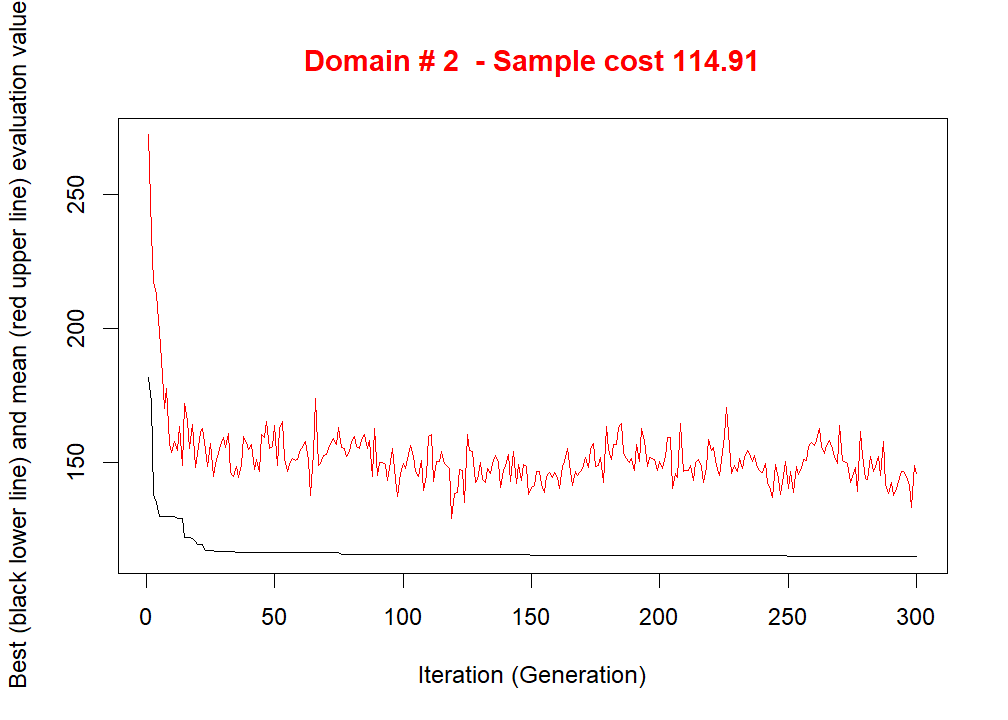 Domain # 2  - Sample cost 114.91
Best (black lower line) and mean (red upper line) evaluation value
250
200
150
0 50 100 150 200 250 300
Iteration (Generation)